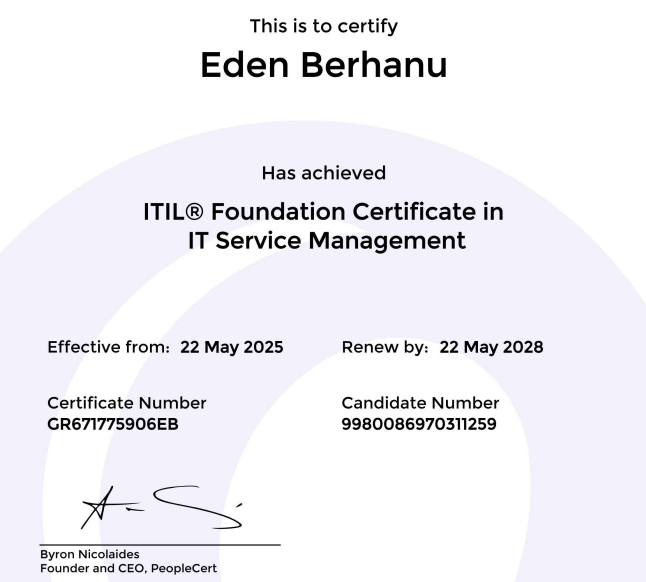 This is to certify
Eden Berhanu
Has achieved
ITIL® Foundation Certificate in
IT Service Management
Effective from: 22 May 2025 Renew by: 22 May 2028
Certificate Number Candidate Number
GR671775906EB 9980086970311259
Byron Nicolaides
Founder and CEO, PeopleCert